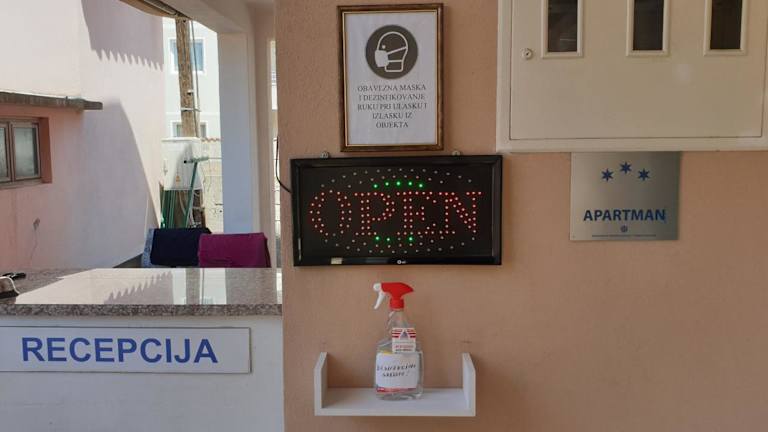 OBAVEZNA MASKA
I DEZINFIKOVANJE
RUKU PRI ULASKU I
IZLASKU IZ
OBJEKTA
OPEN
APARTMAN
RECEPCIJA